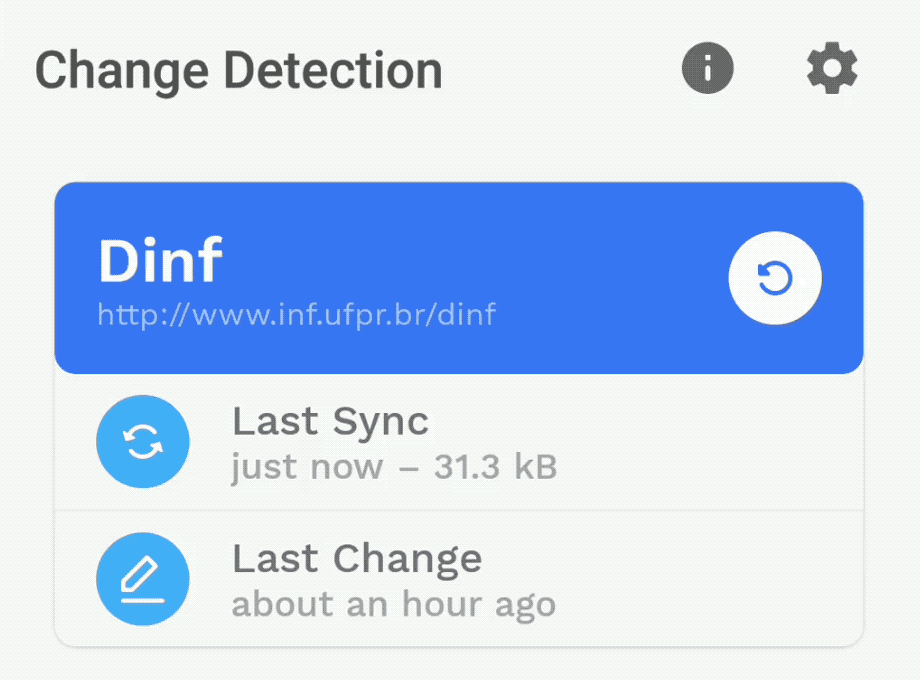 Change Detection
Dinf
http://www.inf.ufpr.br/dinf
Last Sync
just now – 31.3 kB
Last Change
about an hour ago